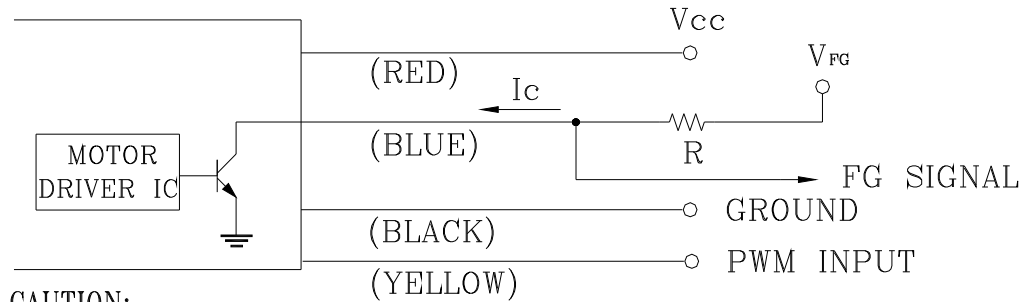 Vcc
(RED)
VFG
Ic
(BLUE)
R
MOTOR
DRIVER IC
FG SIGNAL
(BLACK)
GROUND
(YELLOW)
PWM INPUT
CAUTION: